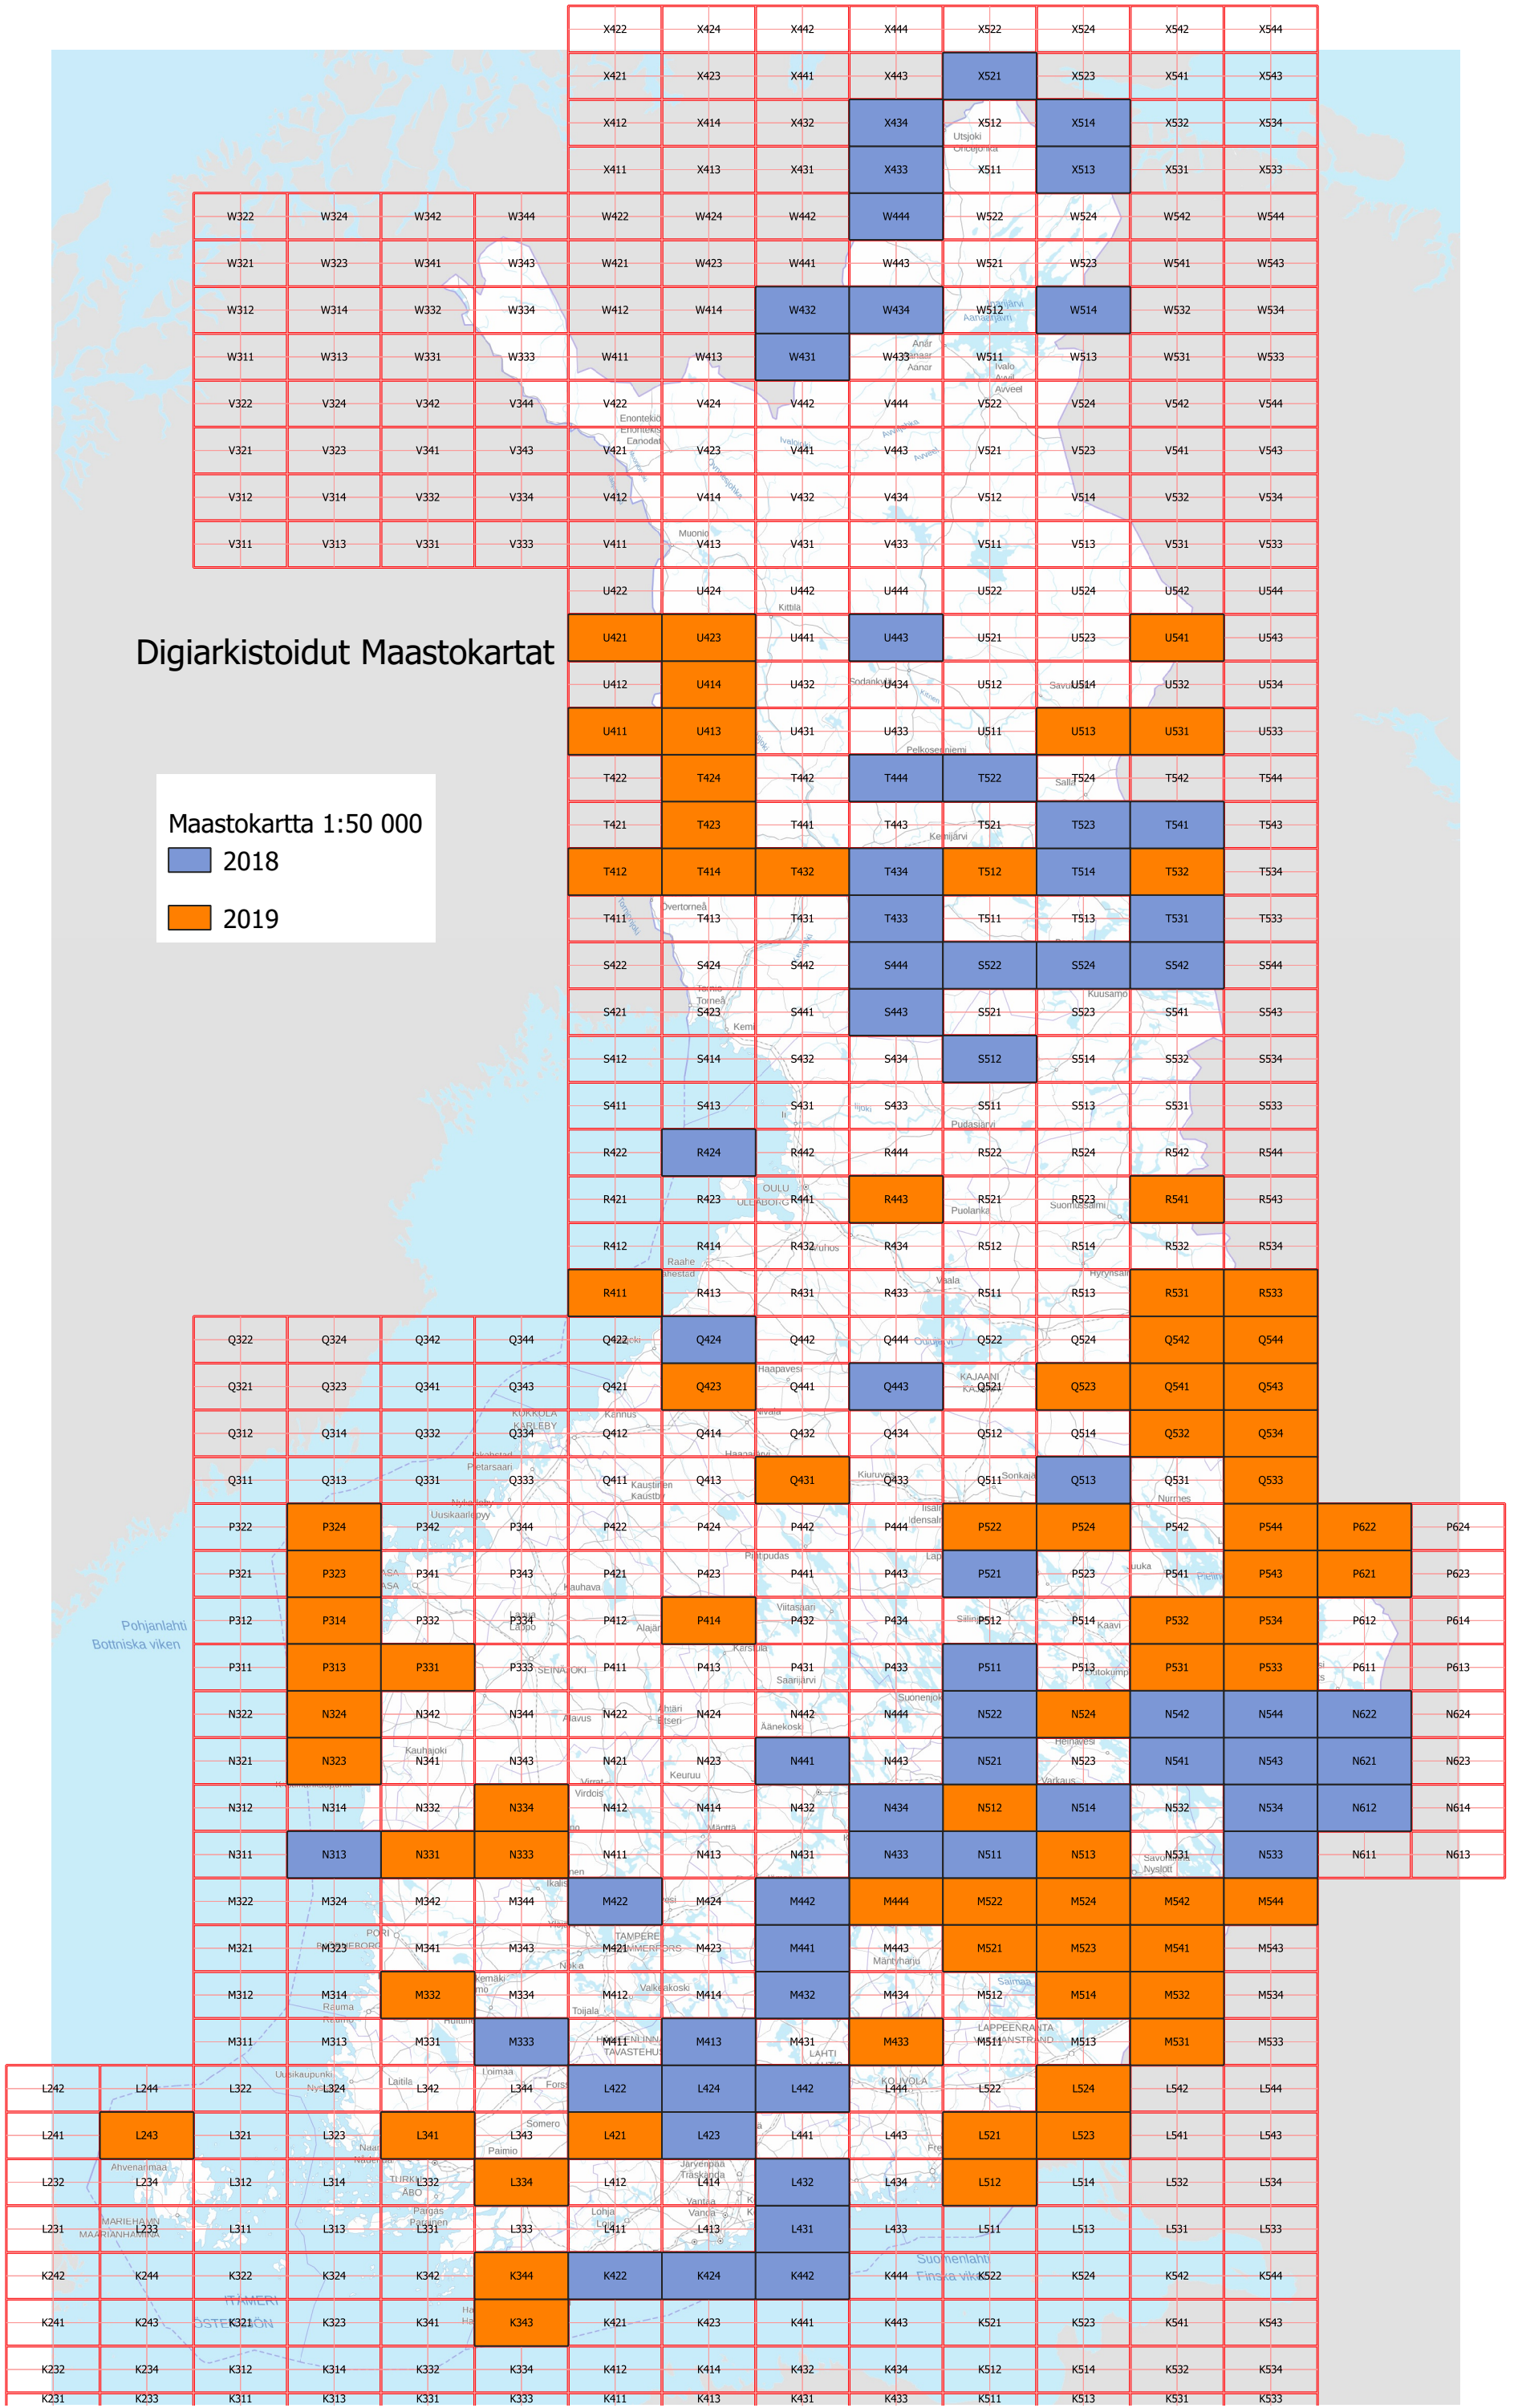 X422 X424 X442 X444 X522 X524 X542 X544
X421 X423 X441 X443 X521 X523 X541 X543
X412 X414 X432 X434 X512 X514 X532 X534
Utsjoki
X411 X413 X431 X433 X511 X513 X531 X533
W322 W324 W342 W344 W422 W424 W442 W444 W522 W524 W542 W544
W321 W323 W341 W343 W421 W423 W441 W443 W521 W523 W541 W543
W312 W314 W332 W334 W412 W414 W432 W434 W512 W514 W532 W534
Anár
Aanar
W311 W313 W331 W333 W411 W413 W431 W433 W511 W513 W531 W533
Ivalo
Avveel
V322 V324 V342 V344 V422 V424 V442 V444 V522 V524 V542 V544
Enontekiö
Eanodat
V321 V323 V341 V343 V421 V423 V441 V443 V521 V523 V541 V543
V312 V314 V332 V334 V412 V414 V432 V434 V512 V514 V532 V534
Muonio
V311 V313 V331 V333 V411 V413 V431 V433 V511 V513 V531 V533
U422 U424 U442 U444 U522 U524 U542 U544
Kittilä
U421 U423 U441 U443 U521 U523 U541 U543
Digiarkistoidut Maastokartat
U412 U414 U432 U434 U512 U514 U532 U534
U411 U413 U431 U433 U511 U513 U531 U533
Pelkosenniemi
T422 T424 T442 T444 T522 T524 T542 T544
Salla
Maastokartta 1:50 000
2018
2019
T421 T423 T441 T443 T521 T523 T541 T543
Kemijärvi
T412 T414 T432 T434 T512 T514 T532 T534
Övertorneå
T411 T413 T431 T433 T511 T513 T531 T533
S422 S424 S442 S444 S522 S524 S542 S544
Kuusamo
Torneå
S421 S423 S441 S443 S521 S523 S541 S543
Kemi
S412 S414 S432 S434 S512 S514 S532 S534
S411 S413 S431 S433 S511 S513 S531 S533
Iijoki
Pudasjärvi
R422 R424 R442 R444 R522 R524 R542 R544
OULU
R421 R423 R441 R443 R521 R523 R541 R543
Puolanka
Suomussalmi
R412 R414 R432 R434 R512 R514 R532 R534
Raahe
Vaala
R411 R413 R431 R433 R511 R513 R531 R533
Q322 Q324 Q342 Q344 Q422 Q424 Q442 Q444 Q522 Q524 Q542 Q544
Haapavesi
KAJAANI
Q321 Q323 Q341 Q343 Q421 Q423 Q441 Q443 Q521 Q523 Q541 Q543
KOKKOLA
KARLEBY
Kannus
Nivala
Q312 Q314 Q332 Q334 Q412 Q414 Q432 Q434 Q512 Q514 Q532 Q534
Pietarsaari
Q311 Q313 Q331 Q333 Q411 Q413 Q431 Q433 Q511 Q513 Q531 Q533
Kaustinen
Kaustby
Nurmes
Uusikaarlepyy
P322 P324 P342 P344 P422 P424 P442 P444 P522 P524 P542 P544 P622 P624
Pihtipudas
P321 P323 P341 P343 P421 P423 P441 P443 P521 P523 P541 P543 P621 P623
Kauhava
Viitasaari
Pohjanlahti
Bottniska viken
P312 P314 P332 P334 P412 P414 P432 P434 P512 P514 P532 P534 P612 P614
Lappo
Kaavi
Karstula
P311 P313 P331 P333 P411 P413 P431 P433 P511 P513 P531 P533 P611 P613
SEINÄJOKI
Saarijärvi
N322 N324 N342 N344 N422 N424 N442 N444 N522 N524 N542 N544 N622 N624
Alavus
Ähtäri
Etseri
Äänekosk
Heinävesi
N321 N323 N341 N343 N421 N423 N441 N443 N521 N523 N541 N543 N621 N623
Kauhajoki
Keuruu
Varkaus
Virrat
Virdois
N312 N314 N332 N334 N412 N414 N432 N434 N512 N514 N532 N534 N612 N614
Mänttä
N311 N313 N331 N333 N411 N413 N431 N433 N511 N513 N531 N533 N611 N613
Nyslott
M322 M324 M342 M344 M422 M424 M442 M444 M522 M524 M542 M544
PORI
TAMPERE
M321 M323 M341 M343 M421 M423 M441 M443 M521 M523 M541 M543
Mäntyharju
Nokia
Saimaa
Valkeakoski
M312 M314 M332 M334 M412 M414 M432 M434 M512 M514 M532 M534
Rauma
Toijala
LAPPEENRANTA
M311 M313 M331 M333 M411 M413 M431 M433 M511 M513 M531 M533
LAHTI
Loimaa
Laitila
KOUVOLA
L242 L244 L322 L324 L342 L344 L422 L424 L442 L444 L522 L524 L542 L544
Somero
L241 L243 L321 L323 L341 L343 L421 L423 L441 L443 L521 L523 L541 L543
Paimio
Ahvenanmaa
Järvenpää
Träskända
L232 L234 L312 L314 L332 L334 L412 L414 L432 L434 L512 L514 L532 L534
ÅBO
Vantaa
Vanda
Pargas
Parainen
Lohja
MARIEHAMN
MAARIANHAMINA
L231 L233 L311 L313 L331 L333 L411 L413 L431 L433 L511 L513 L531 L533
Suomenlahti
Finska viken
K242 K244 K322 K324 K342 K344 K422 K424 K442 K444 K522 K524 K542 K544
ITÄMERI
ÖSTERSJÖN
K241 K243 K321 K323 K341 K343 K421 K423 K441 K443 K521 K523 K541 K543
K232 K234 K312 K314 K332 K334 K412 K414 K432 K434 K512 K514 K532 K534
K231 K233 K311 K313 K331 K333 K411 K413 K431 K433 K511 K513 K531 K533